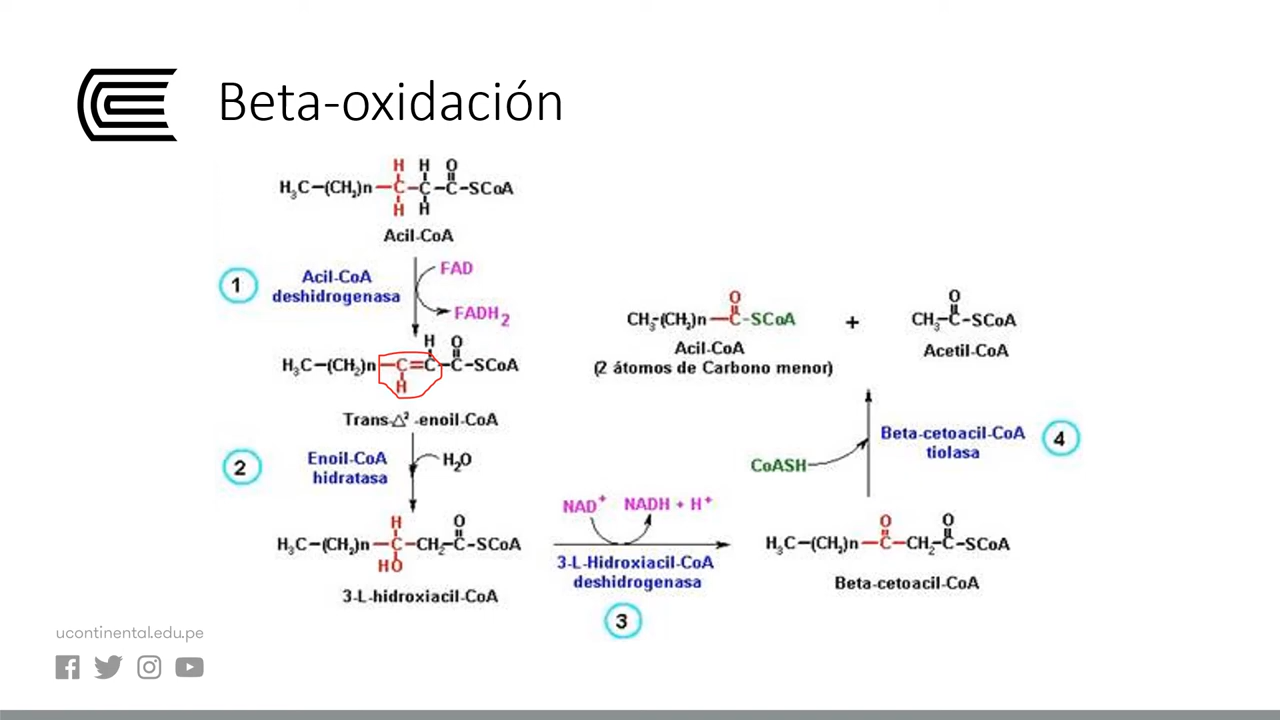 Beta-oxidación
H H O
H₃C-(CH₂)n-C-C-C-SCoA
H H
Acil-CoA
1
Acil-CoA
deshidrogenasa
FAD
FADH₂
H O
H₃C-(CH₂)n-C=C-C-SCoA
H
Trans-△²-enoil-CoA
2
Enoil-CoA
hidratasa
H₂O
H O
H₃C-(CH₂)n-C-CH₂-C-SCoA
HO
3-L-hidroxiacil-CoA
NAD⁺ NADH + H⁺
3-L-Hidroxiacil-CoA
deshidrogenasa
3
O O
H₃C-(CH₂)n-C-CH₂-C-SCoA
Beta-cetoacil-CoA
CoASH
Beta-cetoacil-CoA
tiolasa
4
O
CH₃-(CH₂)n-C-SCoA
Acil-CoA
(2 átomos de Carbono menor)
+
O
CH₃-C-SCoA
Acetil-CoA
ucontinental.edu.pe